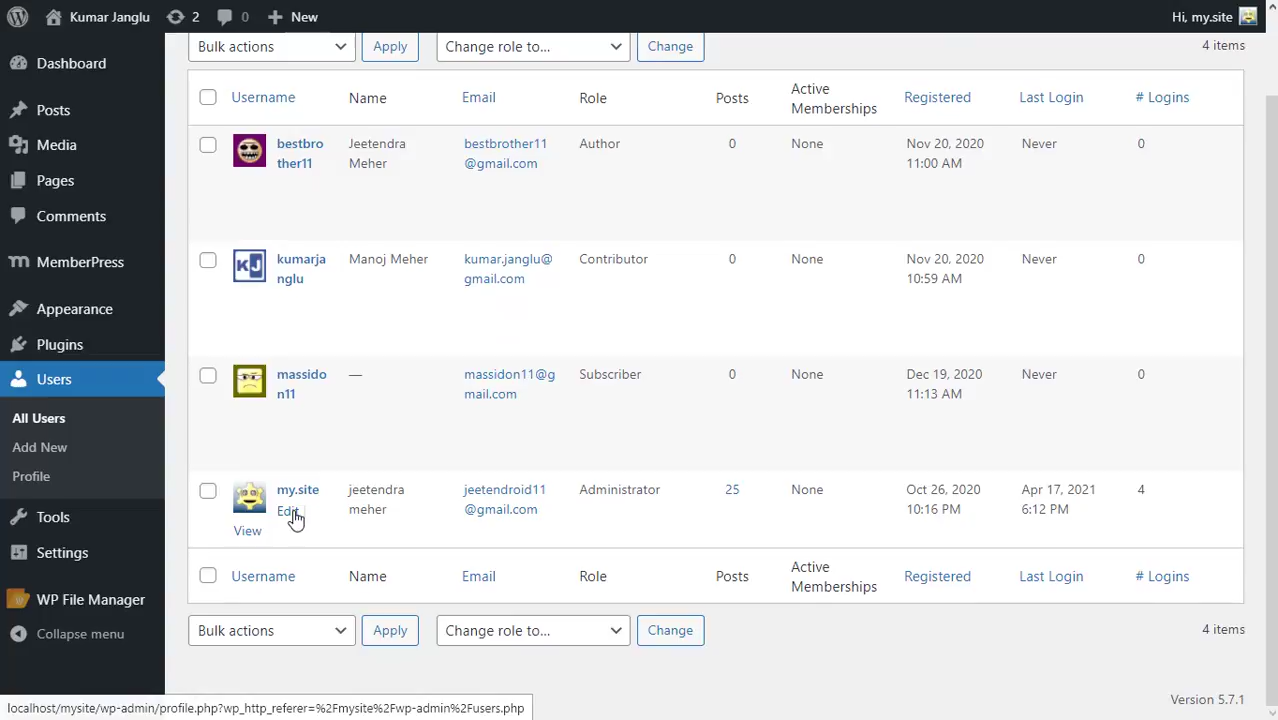 Kumar Janglu 2 0 New Hi, my.site
Dashboard
Posts
Media
Pages
Comments
MemberPress
Appearance
Plugins
Users
All Users
Add New
Profile
Tools
Settings
WP File Manager
Collapse menu
Bulk actions Apply Change role to... Change 4 items
Username Name Email Role Posts Active Memberships Registered Last Login # Logins
bestbro Jeetendra bestbrother11 Author 0 None Nov 20, 2020 Never 0
ther11 Meher @gmail.com 11:00 AM
kumarja Manoj Meher kumar.janglu@ Contributor 0 None Nov 20, 2020 Never 0
nglu gmail.com 10:59 AM
massido — massidon11@g Subscriber 0 None Dec 19, 2020 Never 0
n11 mail.com 11:13 AM
my.site jeetendra jeetendroid11 Administrator 25 None Oct 26, 2020 Apr 17, 2021 4
Edit meher @gmail.com 10:16 PM 6:12 PM
View
Username Name Email Role Posts Active Memberships Registered Last Login # Logins
Bulk actions Apply Change role to... Change 4 items
Version 5.7.1
localhost/mysite/wp-admin/profile.php?wp_http_referer=%2Fmysite%2Fwp-admin%2Fusers.php